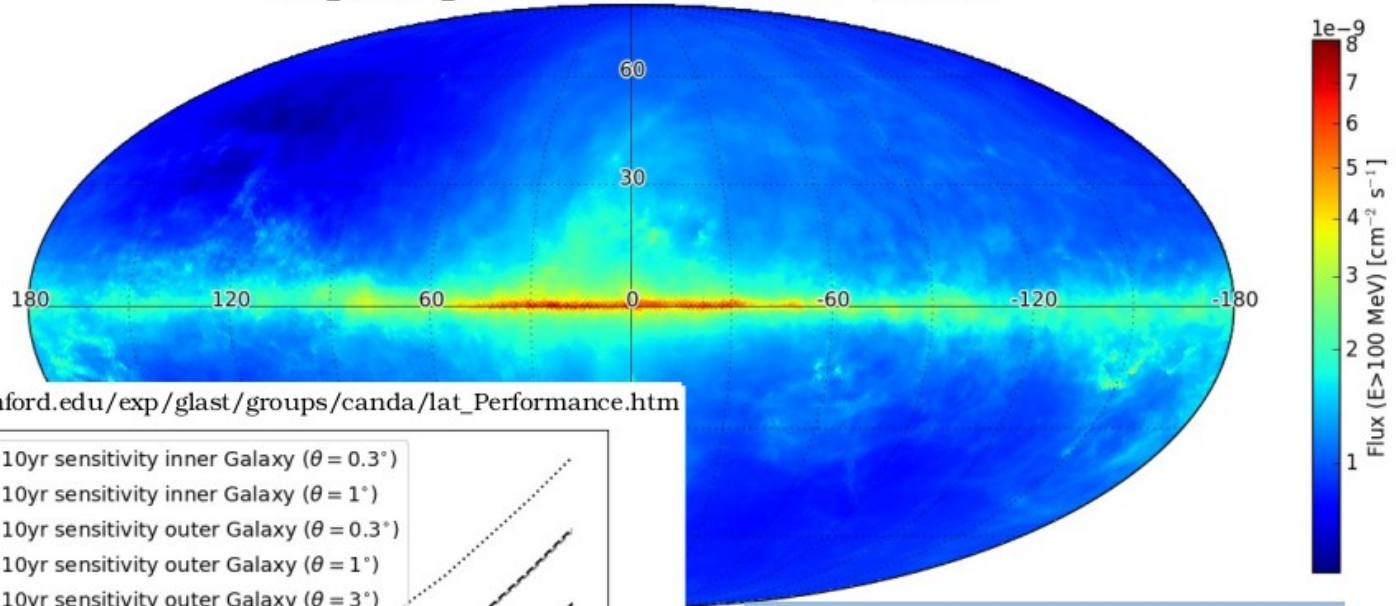 1e−9
8
7
6
5
4
3
2
1
Flux (E>100 MeV) [cm⁻² s⁻¹]
60
30
180 120 60 0 -60 -120 -180
nford.edu/exp/glast/groups/canda/lat_Performance.htm
10yr sensitivity inner Galaxy (θ = 0.3°)
10yr sensitivity inner Galaxy (θ = 1°)
10yr sensitivity outer Galaxy (θ = 0.3°)
10yr sensitivity outer Galaxy (θ = 1°)
10yr sensitivity outer Galaxy (θ = 3°)